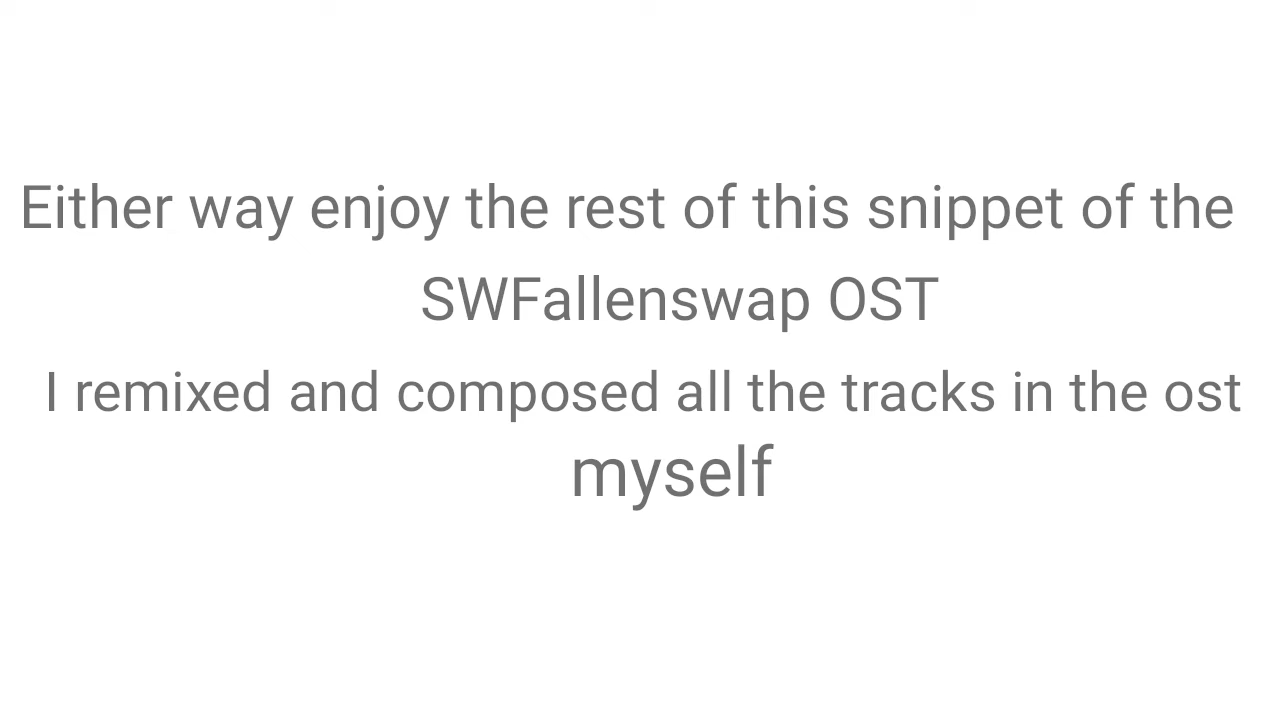 Either way enjoy the rest of this snippet of the
SWFallenswap OST
I remixed and composed all the tracks in the ost
myself